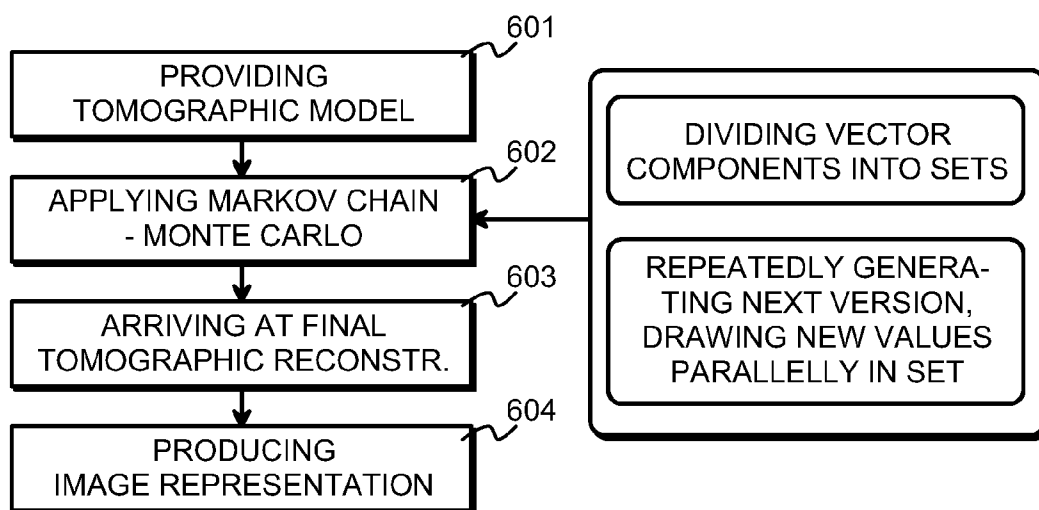 601
PROVIDING
TOMOGRAPHIC MODEL
602
APPLYING MARKOV CHAIN
- MONTE CARLO
603
ARRIVING AT FINAL
TOMOGRAPHIC RECONSTR.
604
PRODUCING
IMAGE REPRESENTATION
DIVIDING VECTOR
COMPONENTS INTO SETS
REPEATEDLY GENERA-
TING NEXT VERSION,
DRAWING NEW VALUES
PARALLELLY IN SET